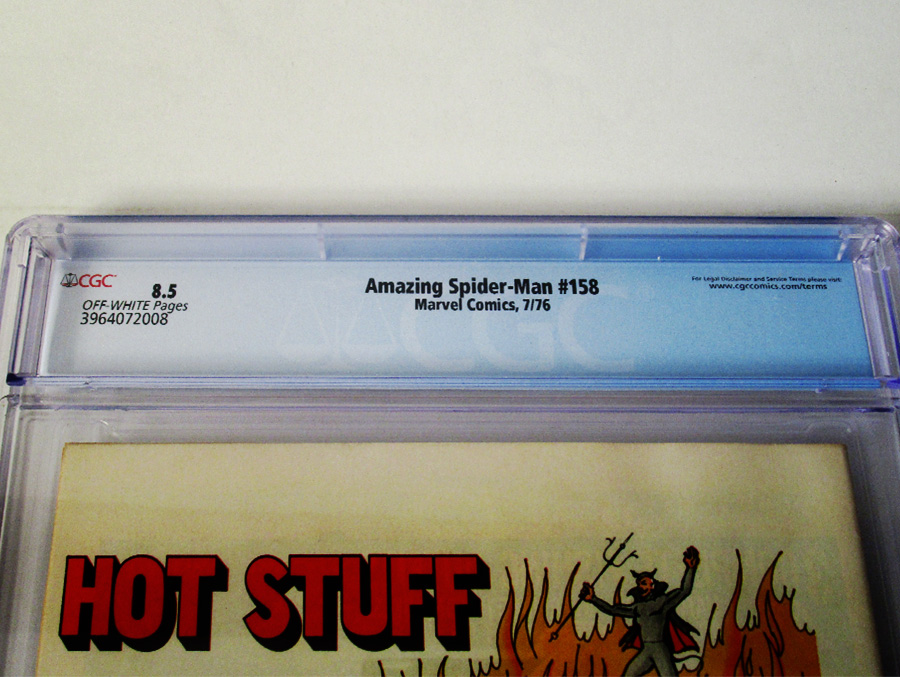 CGC
8.5
OFF-WHITE Pages
3964072008
Amazing Spider-Man #158
Marvel Comics, 7/76
For Legal Disclaimer and Service Terms please visit:
www.cgccomics.com/terms
CGC
HOT STUFF